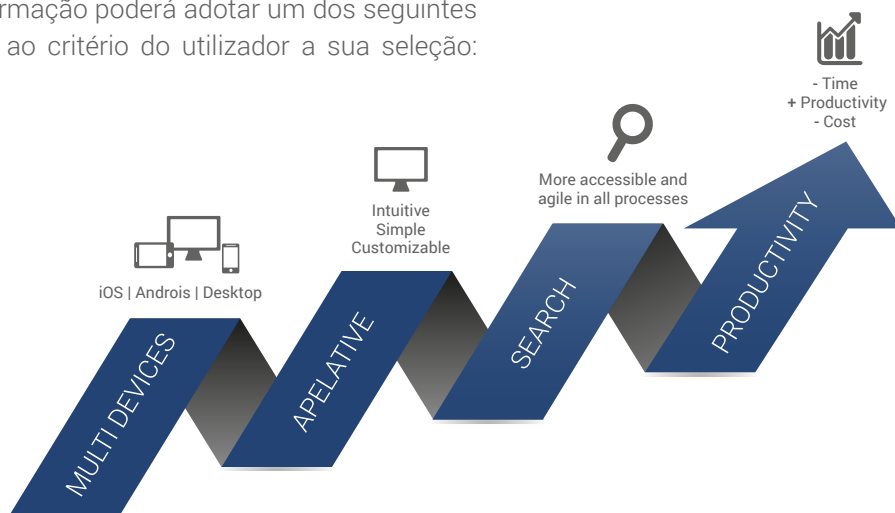 rmação poderá adotar um dos seguintes
ao critério do utilizador a sua seleção:
- Time
+ Productivity
- Cost
More accessible and
agile in all processes
Intuitive
Simple
Customizable
iOS | Androis | Desktop
MULTI DEVICES
APELATIVE
SEARCH
PRODUCTIVITY